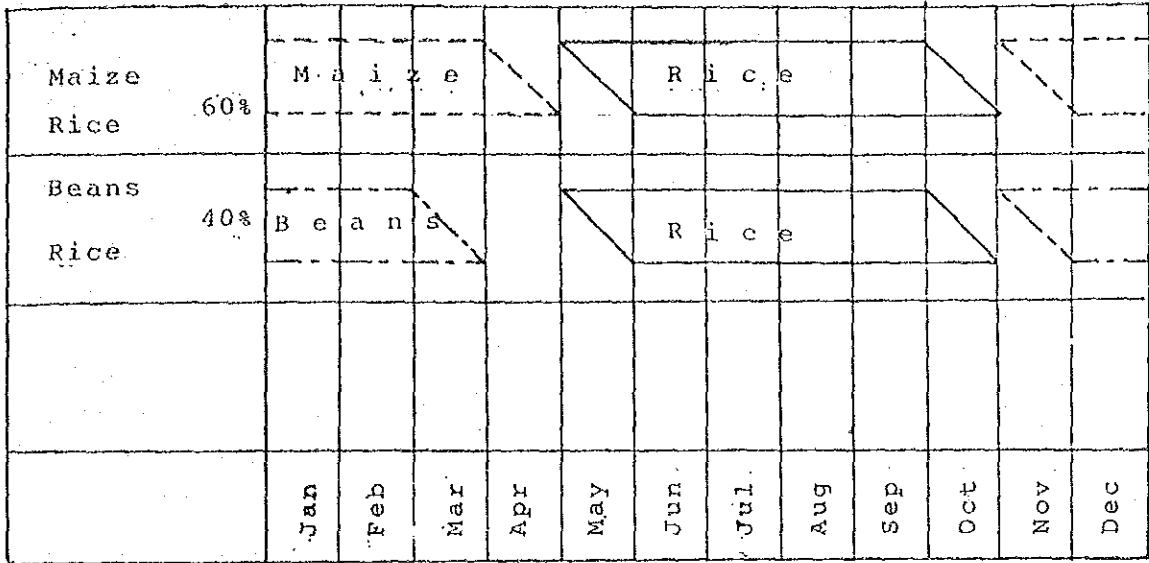 Maize
60%
Rice
Maize
Rice
Beans
40%
Rice
Beans
Rice
Jan
Feb
Mar
Apr
May
Jun
Jul
Aug
Sep
Oct
Nov
Dec